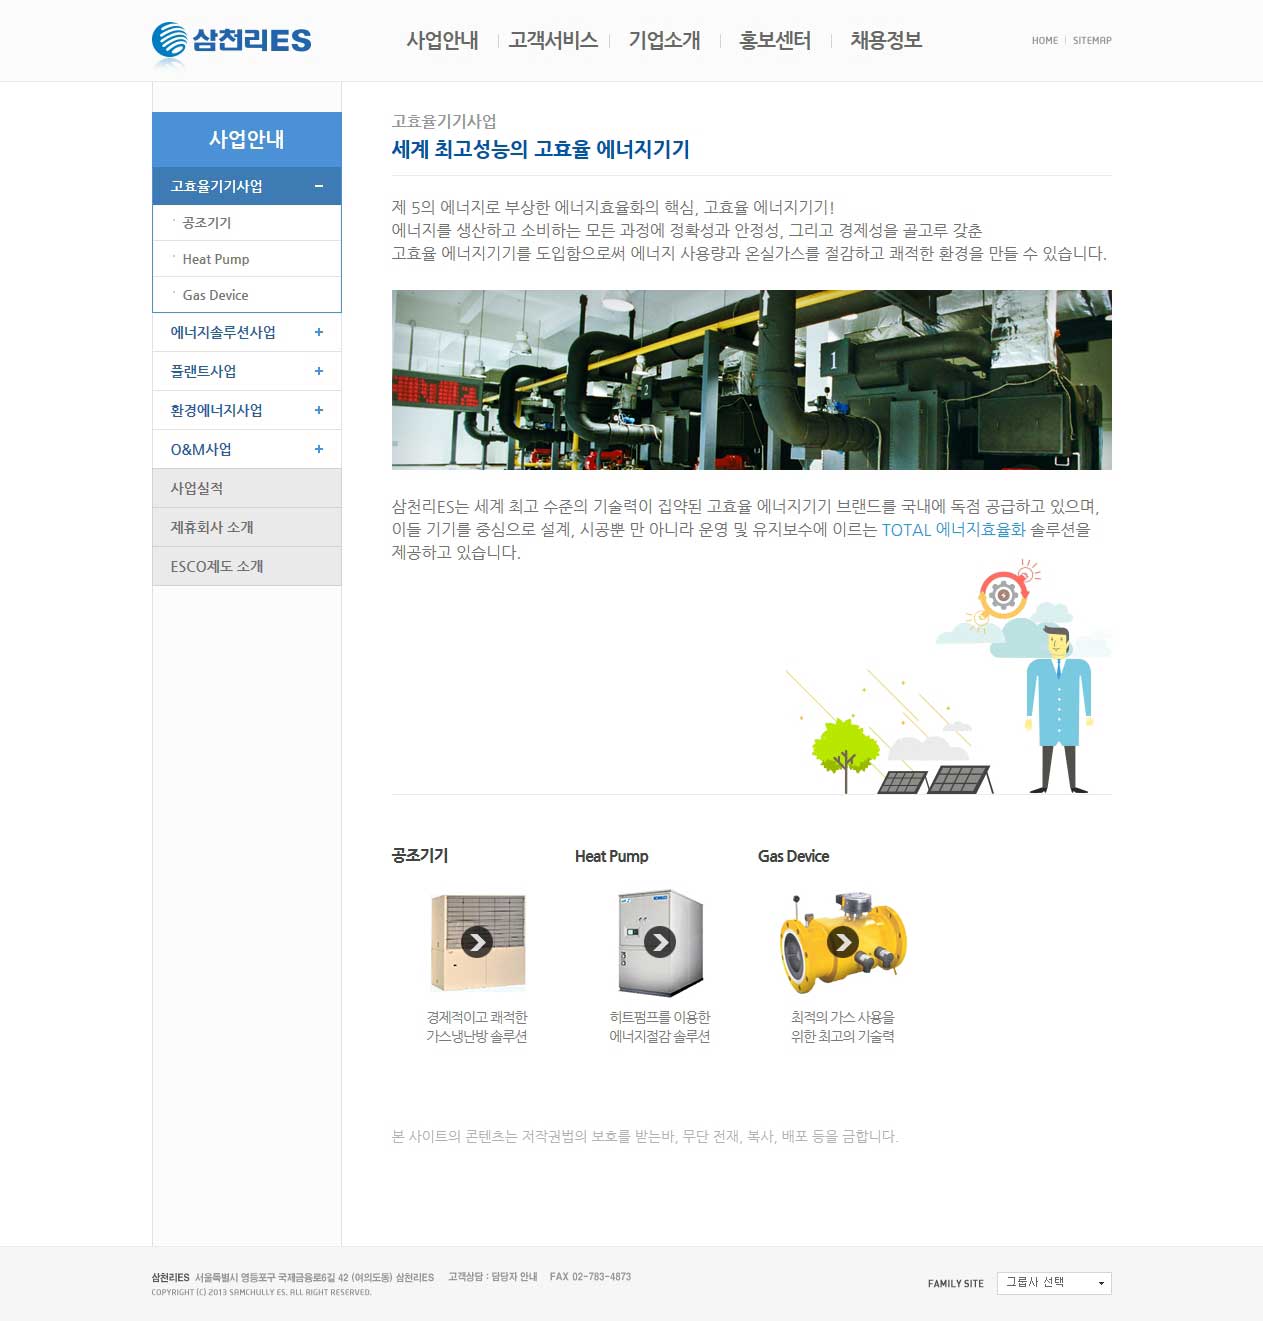 삼천리ES
사업안내
고객서비스
기업소개
홍보센터
채용정보
HOME
SITEMAP
사업안내
고효율기기사업
공조기기
Heat Pump
Gas Device
에너지솔루션사업
플랜트사업
환경에너지사업
O&M사업
사업실적
제휴회사 소개
ESCO제도 소개
고효율기기사업
세계 최고성능의 고효율 에너지기기
제 5의 에너지로 부상한 에너지효율화의 핵심, 고효율 에너지기기!
에너지를 생산하고 소비하는 모든 과정에 정확성과 안정성, 그리고 경제성을 골고루 갖춘
고효율 에너지기기를 도입함으로써 에너지 사용량과 온실가스를 절감하고 쾌적한 환경을 만들 수 있습니다.
1
2
삼천리ES는 세계 최고 수준의 기술력이 집약된 고효율 에너지기기 브랜드를 국내에 독점 공급하고 있으며,
이들 기기를 중심으로 설계, 시공뿐 만 아니라 운영 및 유지보수에 이르는 TOTAL 에너지효율화 솔루션을
제공하고 있습니다.
공조기기
Heat Pump
Gas Device
경제적이고 쾌적한
가스냉난방 솔루션
히트펌프를 이용한
에너지절감 솔루션
최적의 가스 사용을
위한 최고의 기술력
본 사이트의 콘텐츠는 저작권법의 보호를 받는바, 무단 전재, 복사, 배포 등을 금합니다.
삼천리ES 서울특별시 영등포구 국제금융로6길 42 (여의도동) 삼천리ES 고객상담 : 담당자 안내 FAX 02-783-4873
COPYRIGHT (C) 2013 SAMCHULLY ES. ALL RIGHT RESERVED.
FAMILY SITE
그룹사 선택